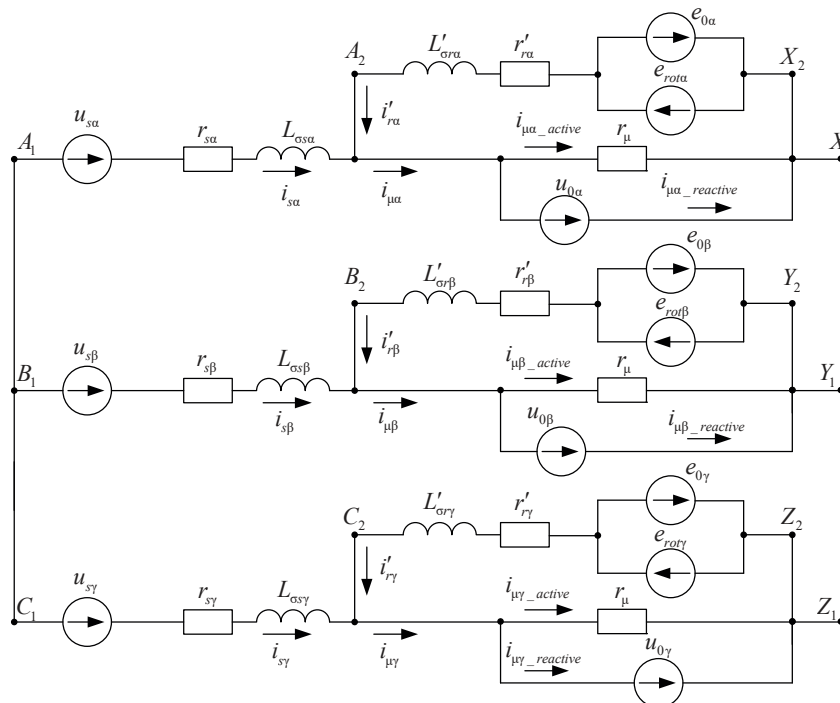 L′σrα r′rα e0α
A2 X2
erotα
i′rα
usα
A1 rsα Lσsα iμα_active rμ X
isα iμα u0α iμα_reactive
e0β
L′σrβ r′rβ
B2 Y2
erotβ
i′rβ
usβ
B1 rsβ Lσsβ iμβ_active rμ Y1
isβ iμβ u0β iμβ_reactive
e0γ
L′σrγ r′rγ
C2 Z2
erotγ
i′rγ
usγ
C1 rsγ Lσsγ iμγ_active rμ Z1
isγ iμγ iμγ_reactive u0γ